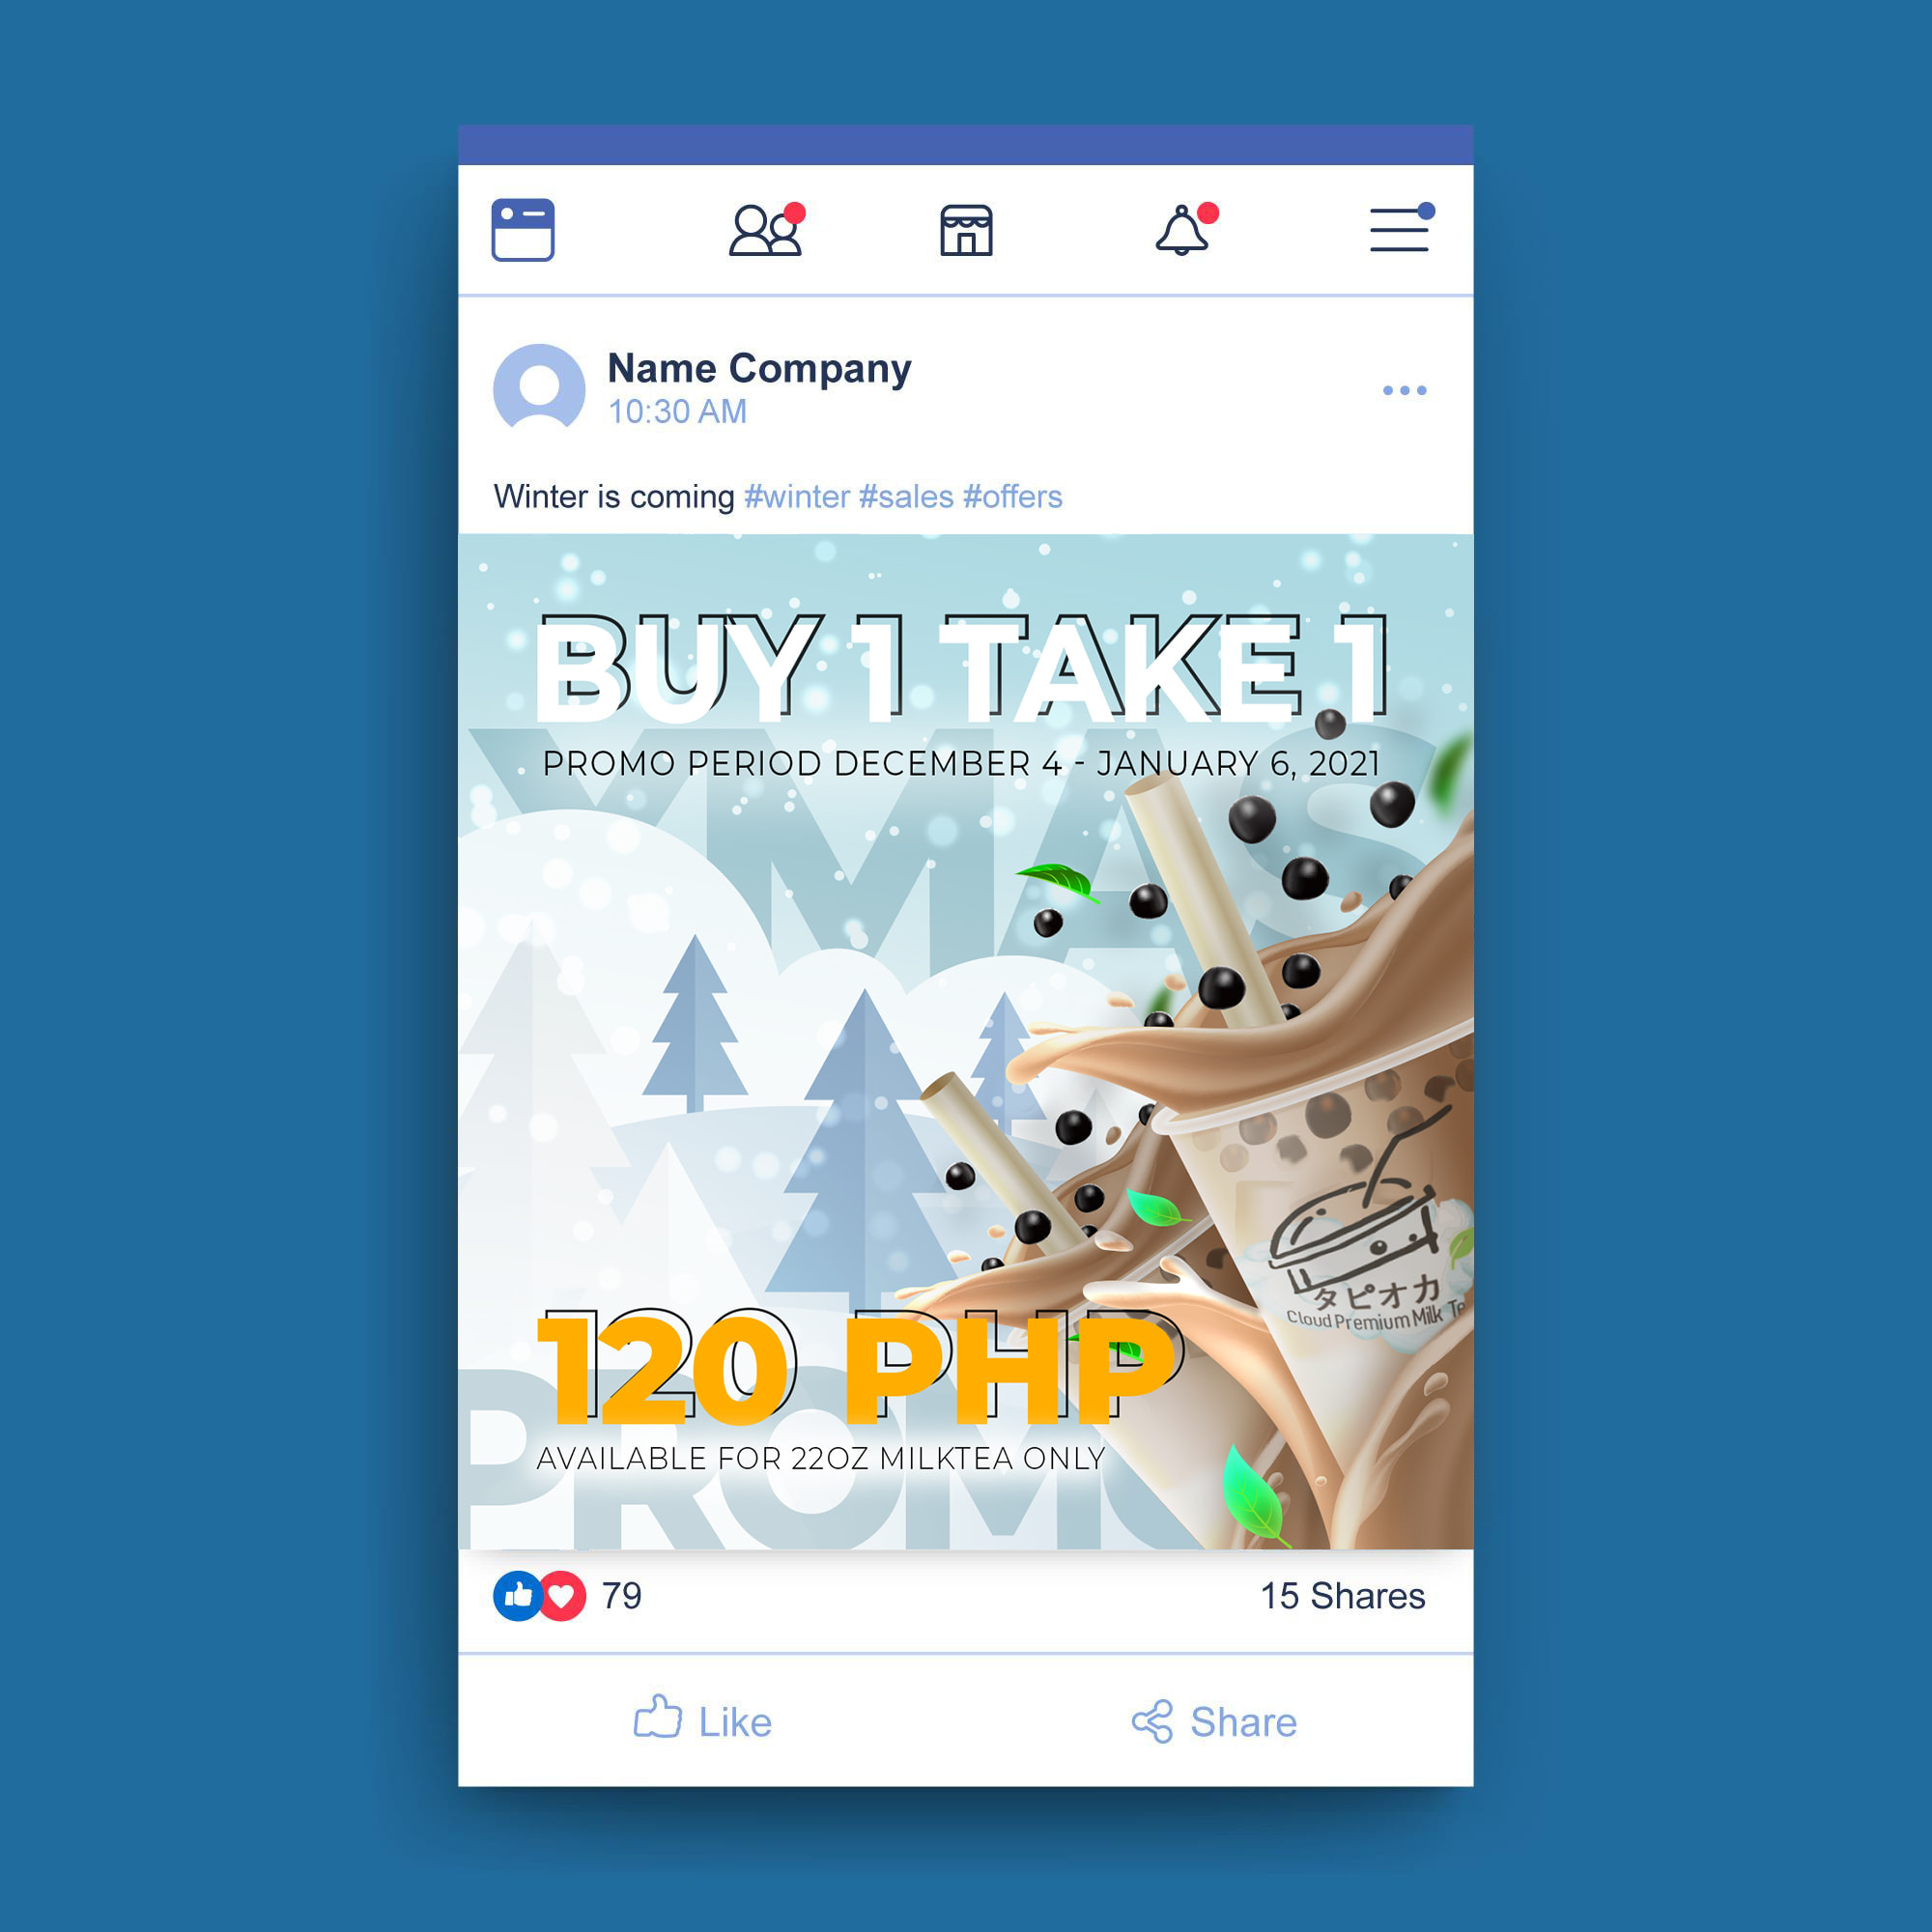 Name Company
10:30 AM
Winter is coming #winter #sales #offers
BUY 1 TAKE 1
PROMO PERIOD DECEMBER 4 - JANUARY 6, 2021
XMAS
タピオカ
Cloud Premium Milk Te
120 PHP
AVAILABLE FOR 22OZ MILKTEA ONLY
PROMO
79
15 Shares
Like
Share